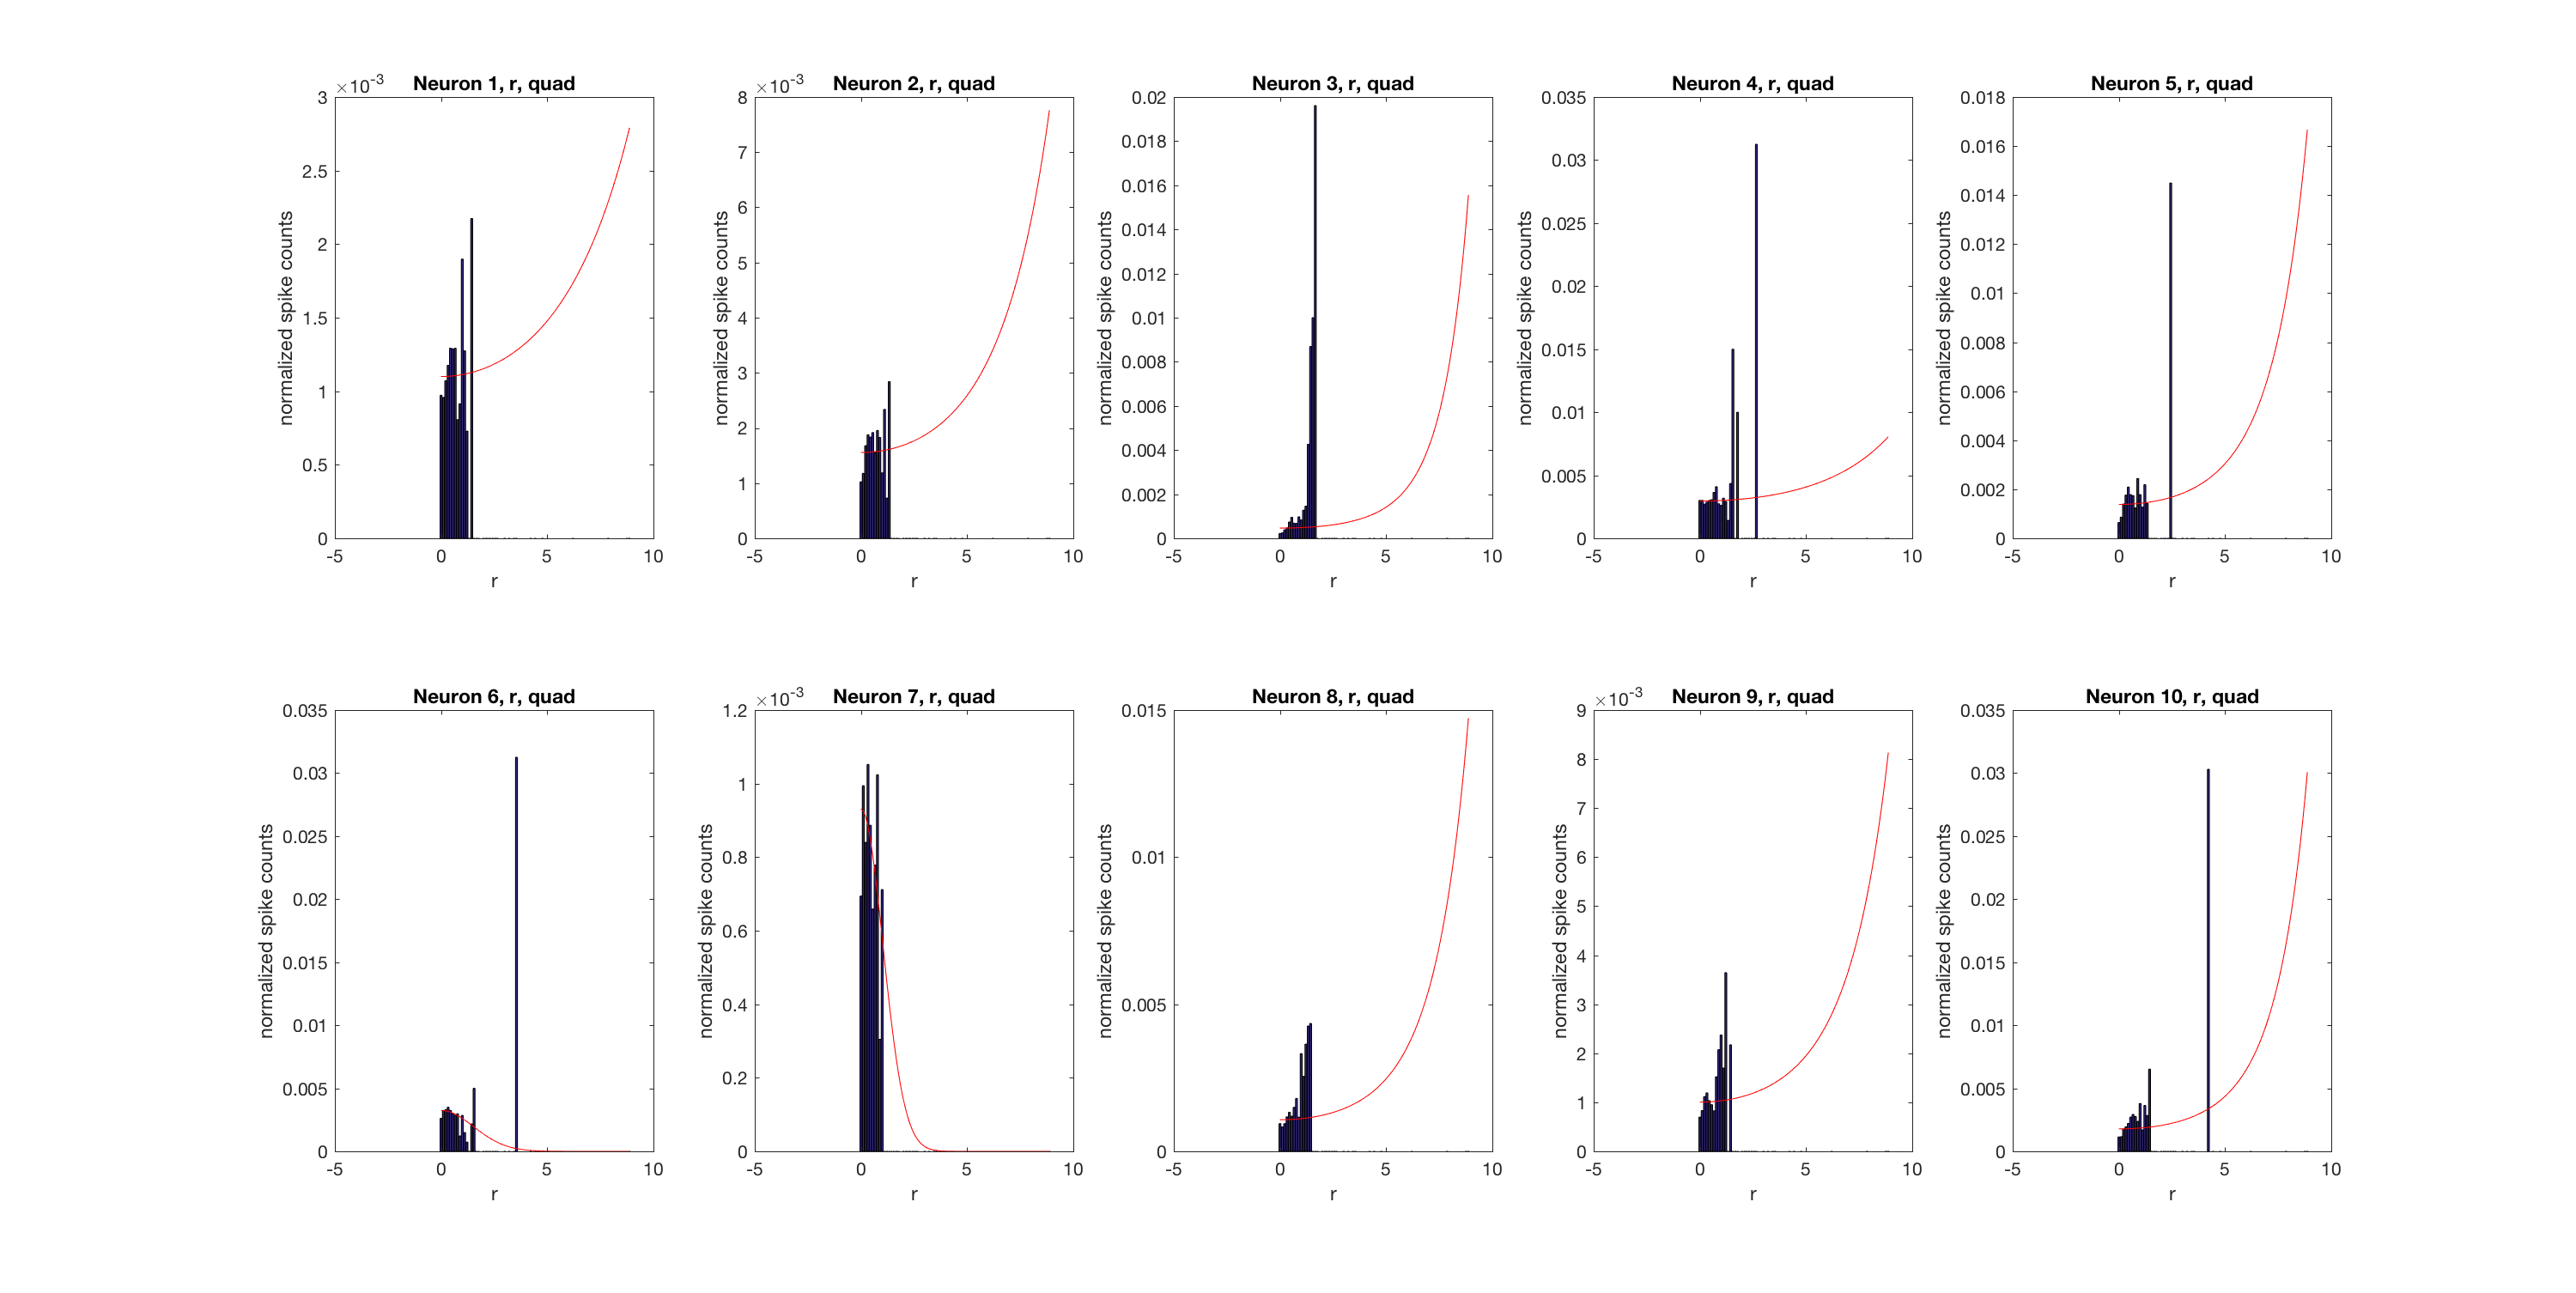 Neuron 1, r, quad
×10-3
3
2.5
2
1.5
1
0.5
0
-5 0 5 10
normalized spike counts
r
Neuron 2, r, quad
×10-3
8
7
6
5
4
3
2
1
0
-5 0 5 10
normalized spike counts
r
Neuron 3, r, quad
0.02
0.018
0.016
0.014
0.012
0.01
0.008
0.006
0.004
0.002
0
-5 0 5 10
normalized spike counts
r
Neuron 4, r, quad
0.035
0.03
0.025
0.02
0.015
0.01
0.005
0
-5 0 5 10
normalized spike counts
r
Neuron 5, r, quad
0.018
0.016
0.014
0.012
0.01
0.008
0.006
0.004
0.002
0
-5 0 5 10
normalized spike counts
r
Neuron 6, r, quad
0.035
0.03
0.025
0.02
0.015
0.01
0.005
0
-5 0 5 10
normalized spike counts
r
Neuron 7, r, quad
×10-3
1.2
1
0.8
0.6
0.4
0.2
0
-5 0 5 10
normalized spike counts
r
Neuron 8, r, quad
0.015
0.01
0.005
0
-5 0 5 10
normalized spike counts
r
Neuron 9, r, quad
×10-3
9
8
7
6
5
4
3
2
1
0
-5 0 5 10
normalized spike counts
r
Neuron 10, r, quad
0.035
0.03
0.025
0.02
0.015
0.01
0.005
0
-5 0 5 10
normalized spike counts
r